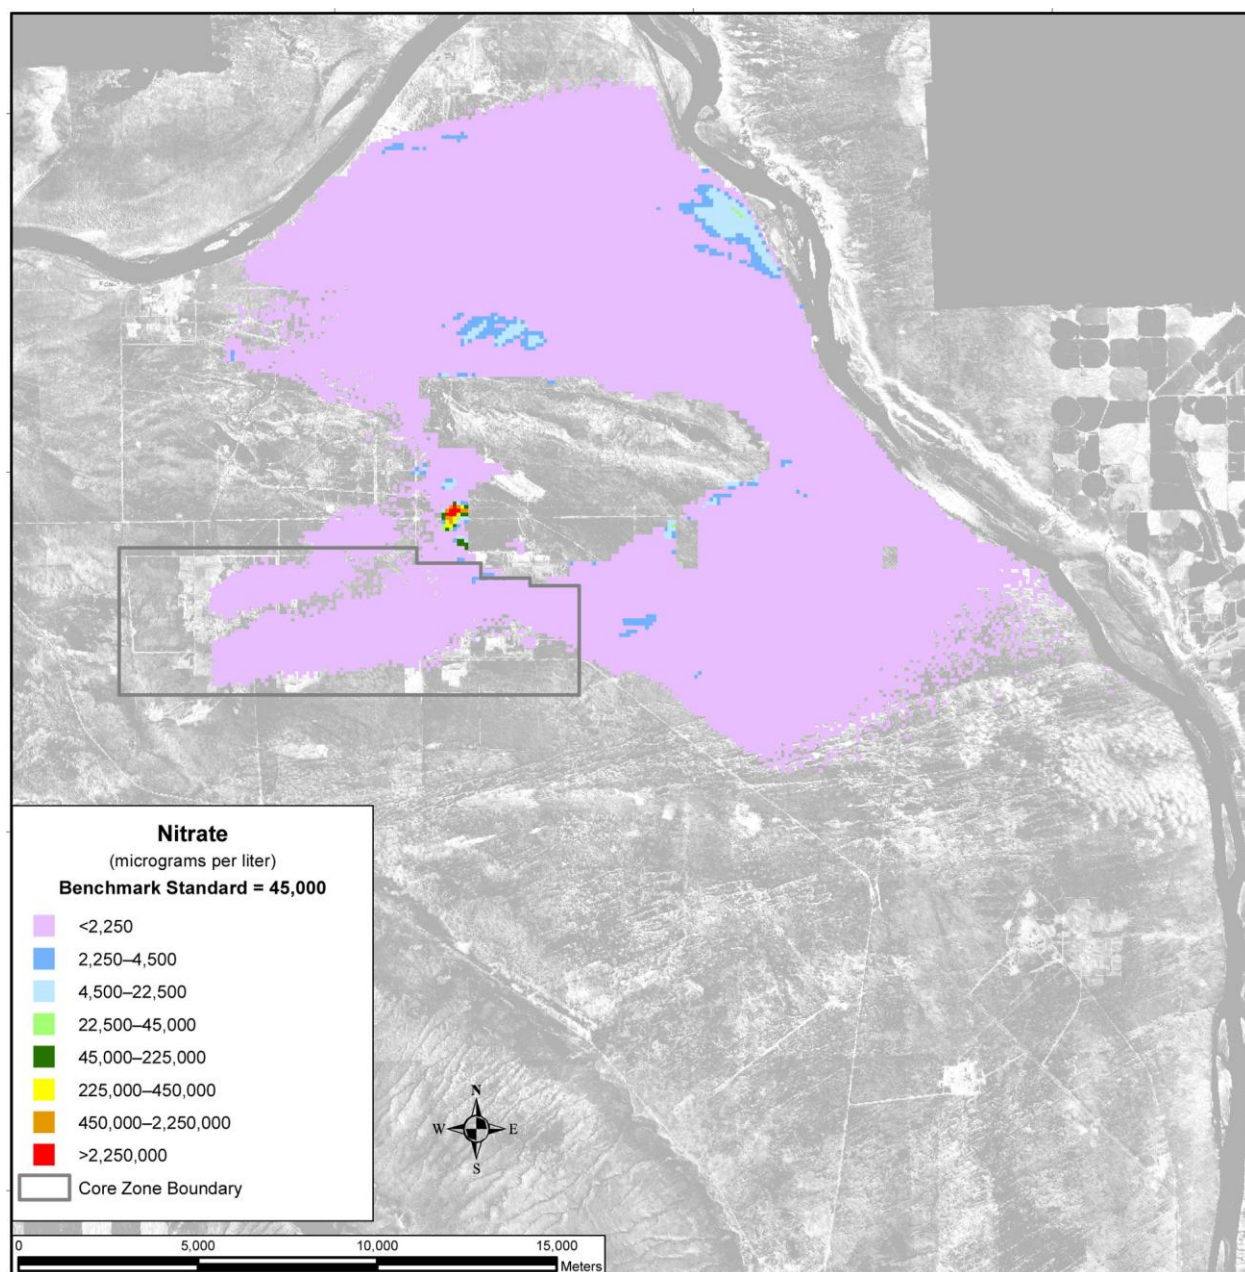 Nitrate
(micrograms per liter)
Benchmark Standard = 45,000
<2,250
2,250–4,500
4,500–22,500
22,500–45,000
45,000–225,000
225,000–450,000
450,000–2,250,000
>2,250,000
Core Zone Boundary
N
W E
S
0 5,000 10,000 15,000
Meters